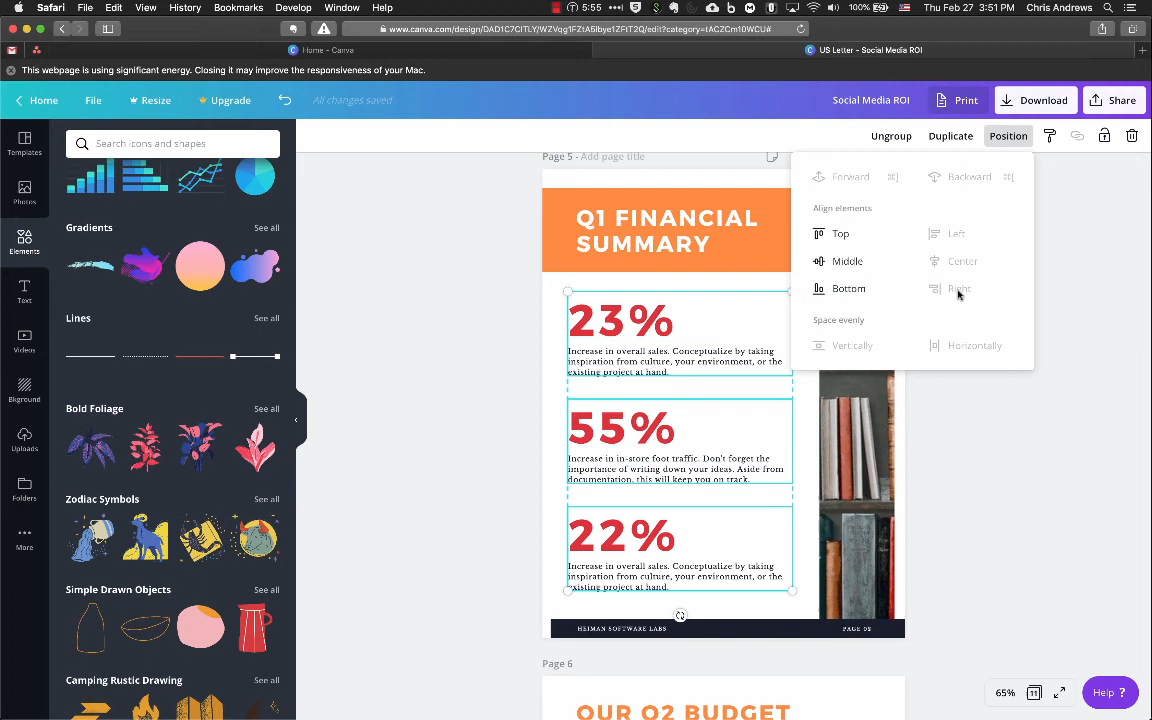 Safari File Edit View History Bookmarks Develop Window Help
5:55
100%
Thu Feb 27 3:51 PM Chris Andrews
www.canva.com/design/DAD1C7CITLY/WZVqg1FZtA5Ibye1ZFtT2Q/edit?category=tACZCm10WCU#
Home - Canva
US Letter - Social Media ROI
This webpage is using significant energy. Closing it may improve the responsiveness of your Mac.
Home
File
Resize
Upgrade
All changes saved
Social Media ROI
Print
Download
Share
Templates
Photos
Elements
Text
Videos
Bkground
Uploads
Folders
More
Search icons and shapes
Gradients
See all
Lines
See all
Bold Foliage
See all
Zodiac Symbols
See all
Simple Drawn Objects
See all
Camping Rustic Drawing
See all
Ungroup
Duplicate
Position
Page 5 - Add page title
Forward ⌘]
Backward ⌘[
Align elements
Top
Left
Middle
Center
Bottom
Right
Space evenly
Vertically
Horizontally
Q1 FINANCIAL
SUMMARY
23%
Increase in overall sales. Conceptualize by taking
inspiration from culture, your environment, or the
existing project at hand.
55%
Increase in in-store foot traffic. Don't forget the
importance of writing down your ideas. Aside from
documentation, this will keep you on track.
22%
Increase in overall sales. Conceptualize by taking
inspiration from culture, your environment, or the
existing project at hand.
HEIMAN SOFTWARE LABS
PAGE 02
Page 6
OUR Q2 BUDGET
65%
11
Help ?